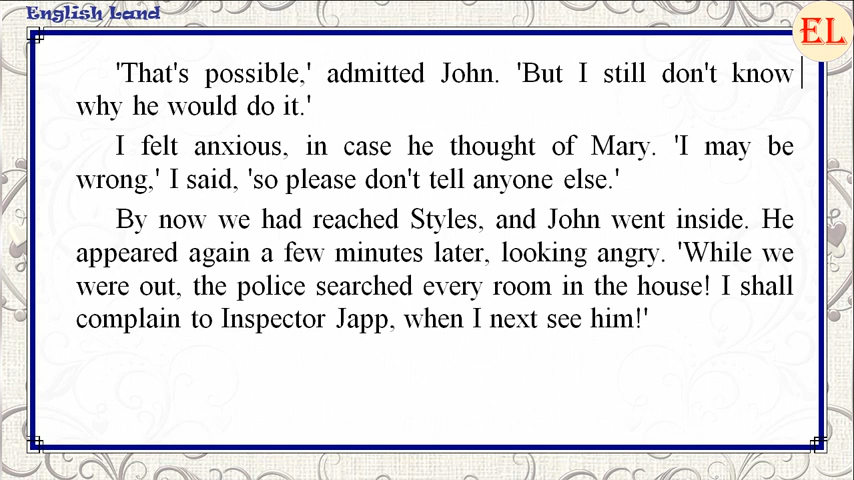 English Land
EL
'That's possible,' admitted John. 'But I still don't know
why he would do it.'
I felt anxious, in case he thought of Mary. 'I may be
wrong,' I said, 'so please don't tell anyone else.'
By now we had reached Styles, and John went inside. He
appeared again a few minutes later, looking angry. 'While we
were out, the police searched every room in the house! I shall
complain to Inspector Japp, when I next see him!'